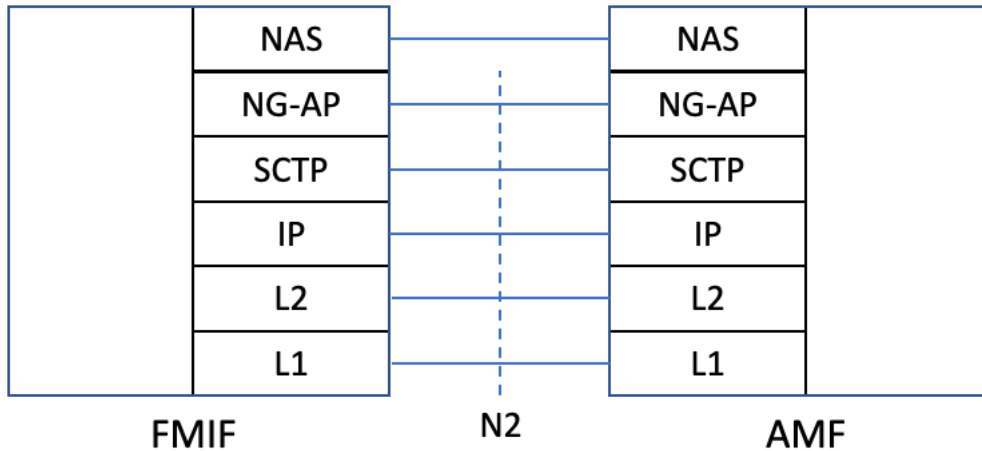 NAS NAS
NG-AP NG-AP
SCTP SCTP
IP IP
L2 L2
L1 L1
FMIF N2 AMF